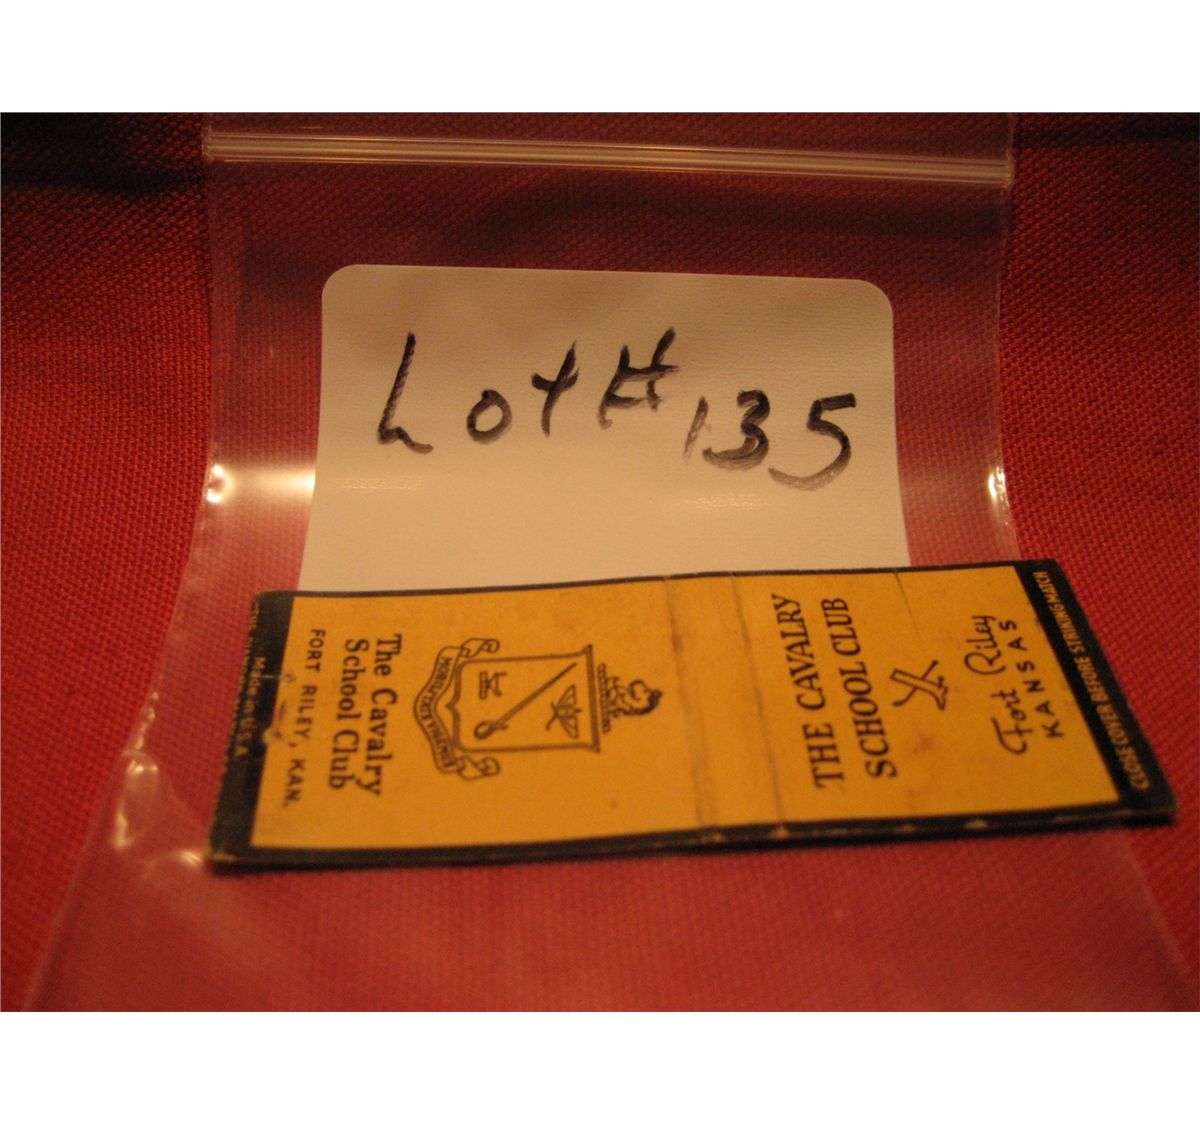 Lot # 135
The Cavalry
School Club
FORT RILEY, KAN.
THE CAVALRY
SCHOOL CLUB
Fort Riley
KANSAS
CLOSE COVER BEFORE STRIKING MATCH
Made in U.S.A.